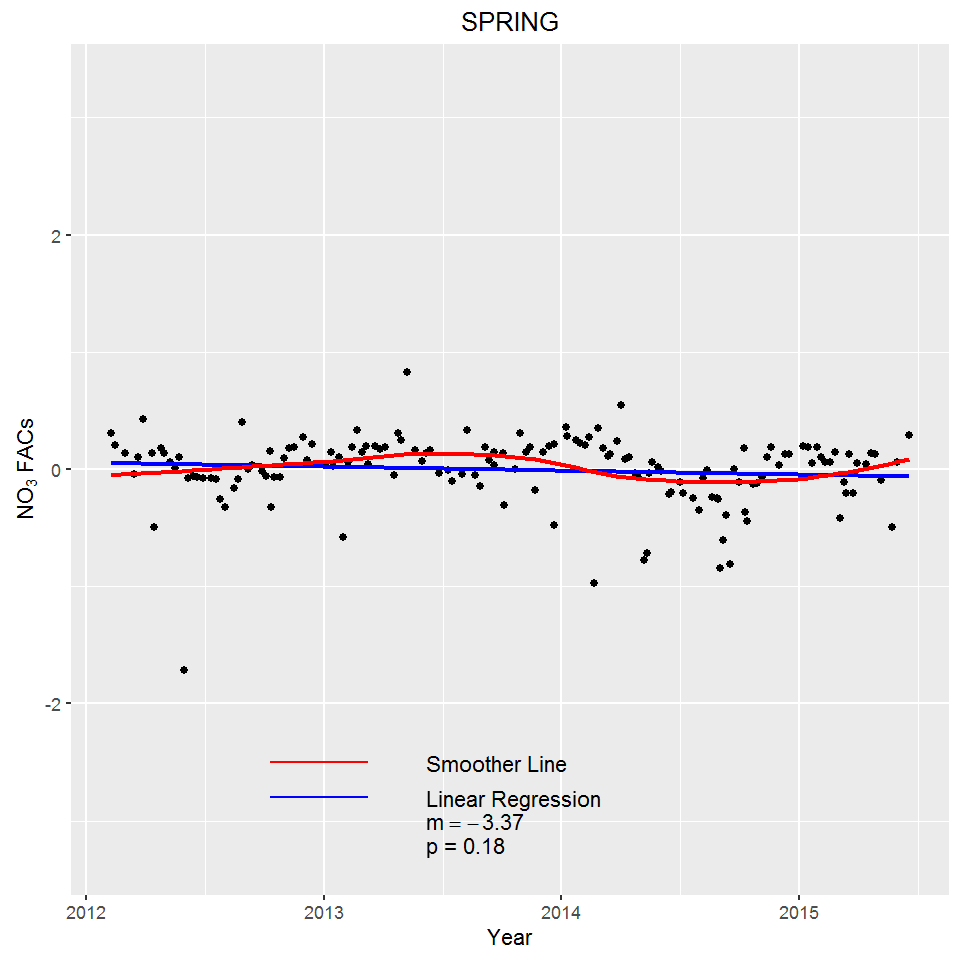 SPRING
2
0
-2
NO₃ FACs
Smoother Line
Linear Regression
m = −3.37
p = 0.18
2012 2013 2014 2015
Year